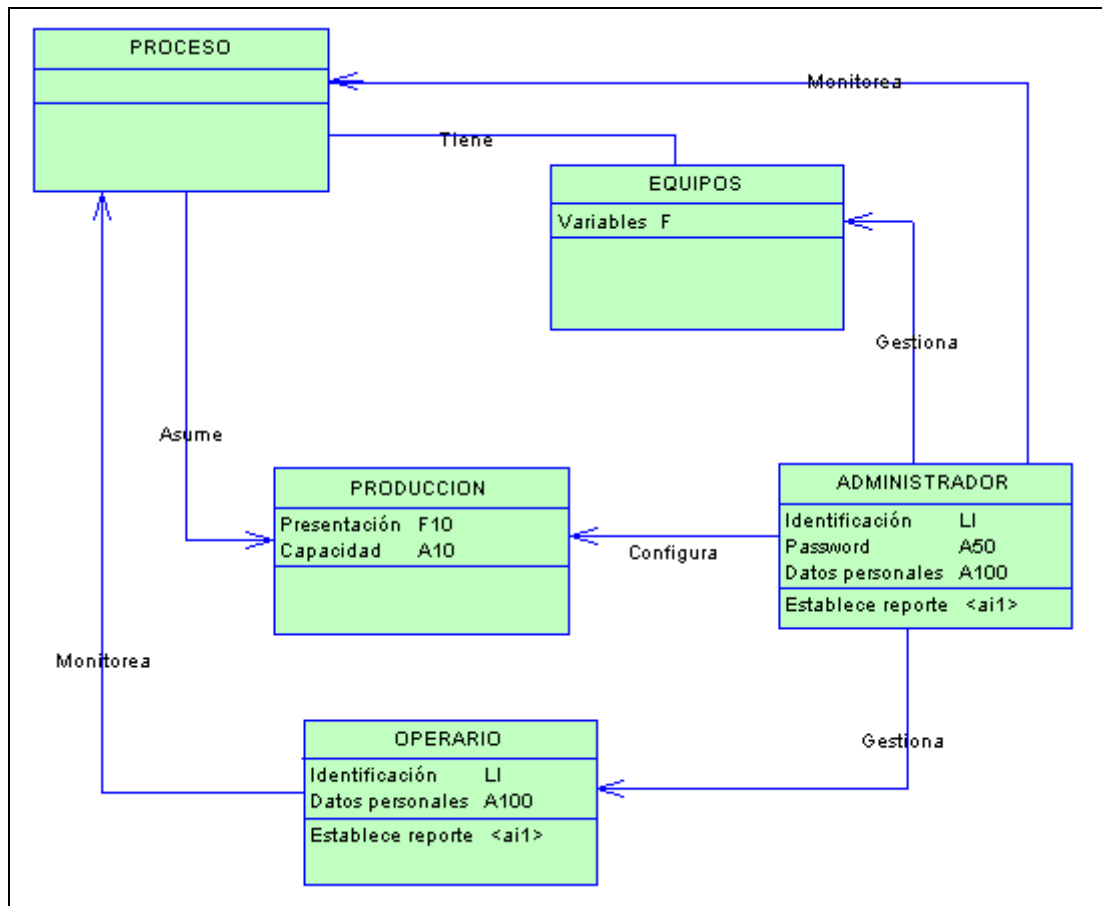 PROCESO
Monitorea
Tiene
EQUIPOS
Variables F
Gestiona
Asume
PRODUCCION
Presentación F10
Capacidad A10
Configura
ADMINISTRADOR
Identificación LI
Password A50
Datos personales A100
Establece reporte <ai1>
Monitorea
OPERARIO
Identificación LI
Datos personales A100
Establece reporte <ai1>
Gestiona